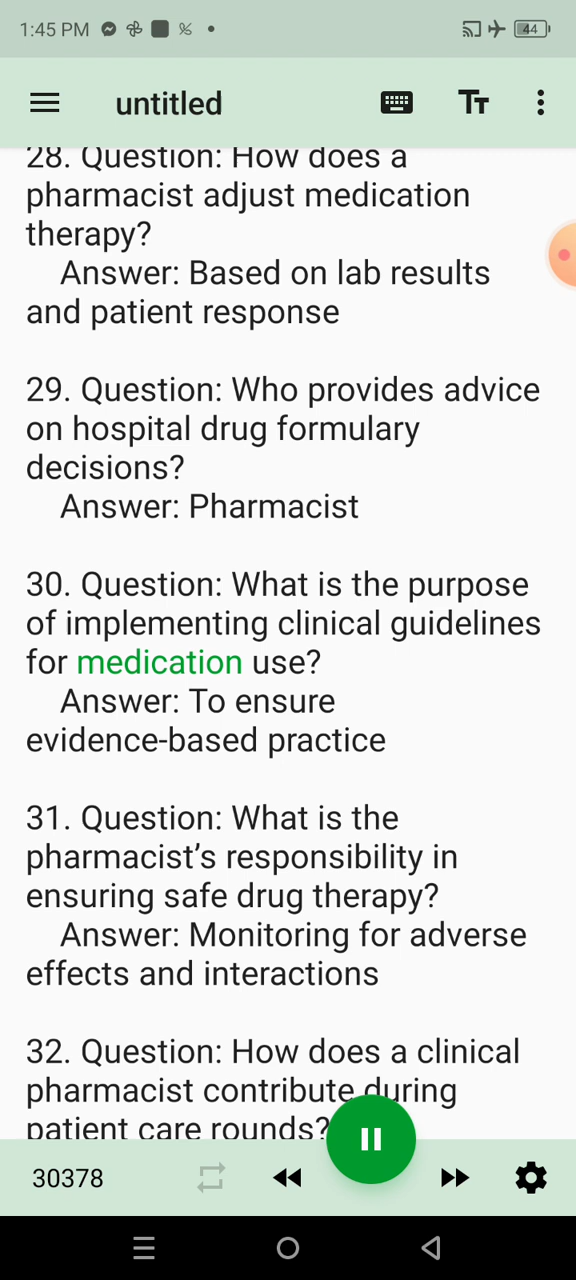 1:45 PM
44
untitled
28. Question: How does a
pharmacist adjust medication
therapy?
Answer: Based on lab results
and patient response
29. Question: Who provides advice
on hospital drug formulary
decisions?
Answer: Pharmacist
30. Question: What is the purpose
of implementing clinical guidelines
for medication use?
Answer: To ensure
evidence-based practice
31. Question: What is the
pharmacist’s responsibility in
ensuring safe drug therapy?
Answer: Monitoring for adverse
effects and interactions
32. Question: How does a clinical
pharmacist contribute during
patient care rounds?
30378